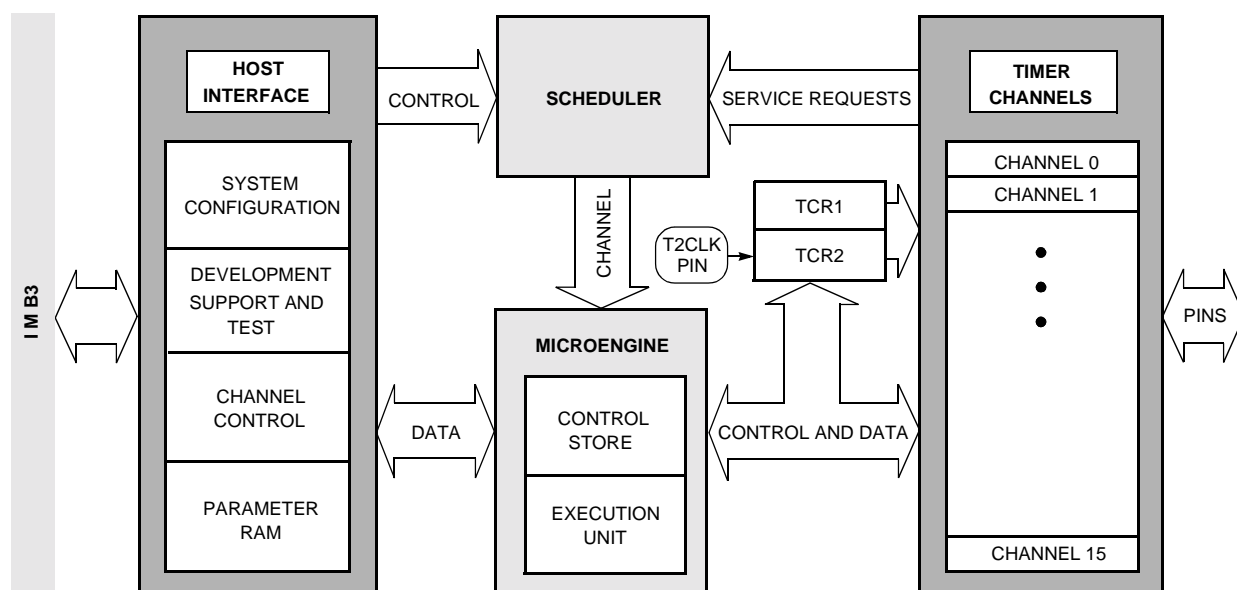 I M B3
HOST
INTERFACE
SYSTEM
CONFIGURATION
DEVELOPMENT
SUPPORT AND
TEST
CHANNEL
CONTROL
PARAMETER
RAM
CONTROL
DATA
SCHEDULER
CHANNEL
MICROENGINE
CONTROL
STORE
EXECUTION
UNIT
SERVICE REQUESTS
T2CLK
PIN
TCR1
TCR2
CONTROL AND DATA
TIMER
CHANNELS
CHANNEL 0
CHANNEL 1
CHANNEL 15
PINS